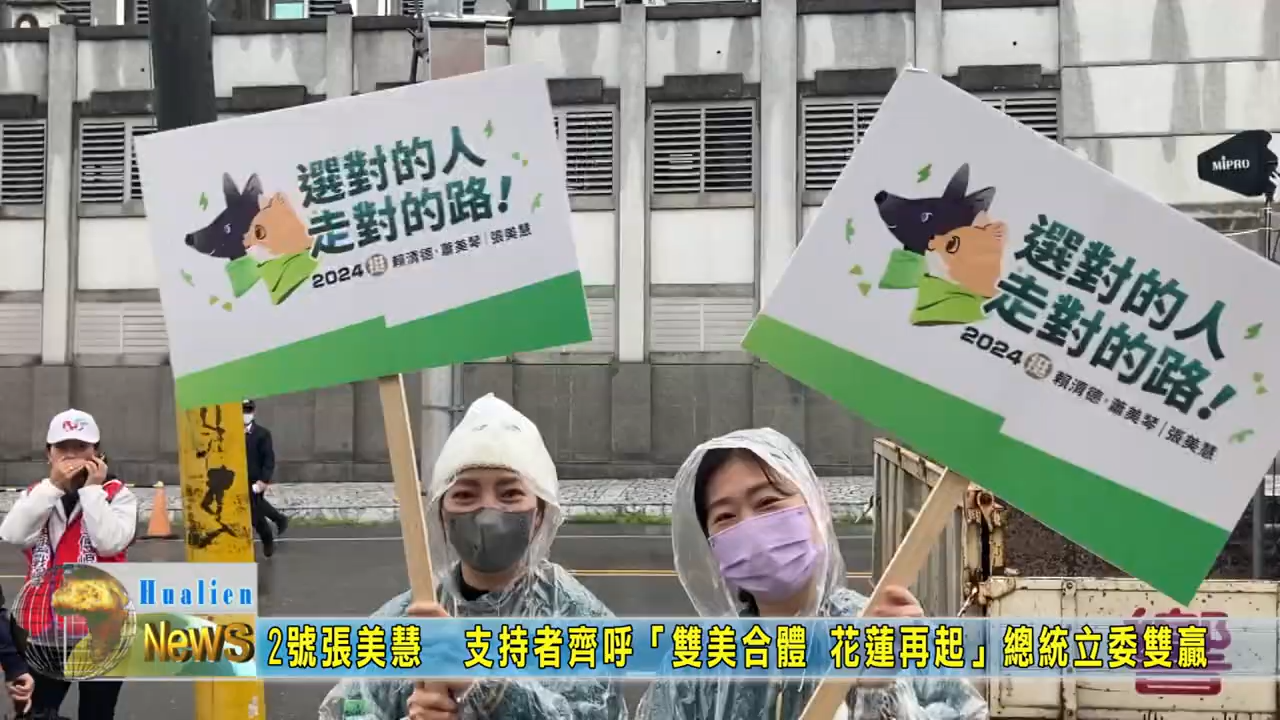 MIPRO
選對的人
走對的路!
2024 挺 賴清德·蕭美琴|張美慧
選對的人
走對的路!
2024 挺 賴清德·蕭美琴|張美慧
Hualien
News
2號張美慧 支持者齊呼「雙美合體 花蓮再起」總統立委雙贏
響